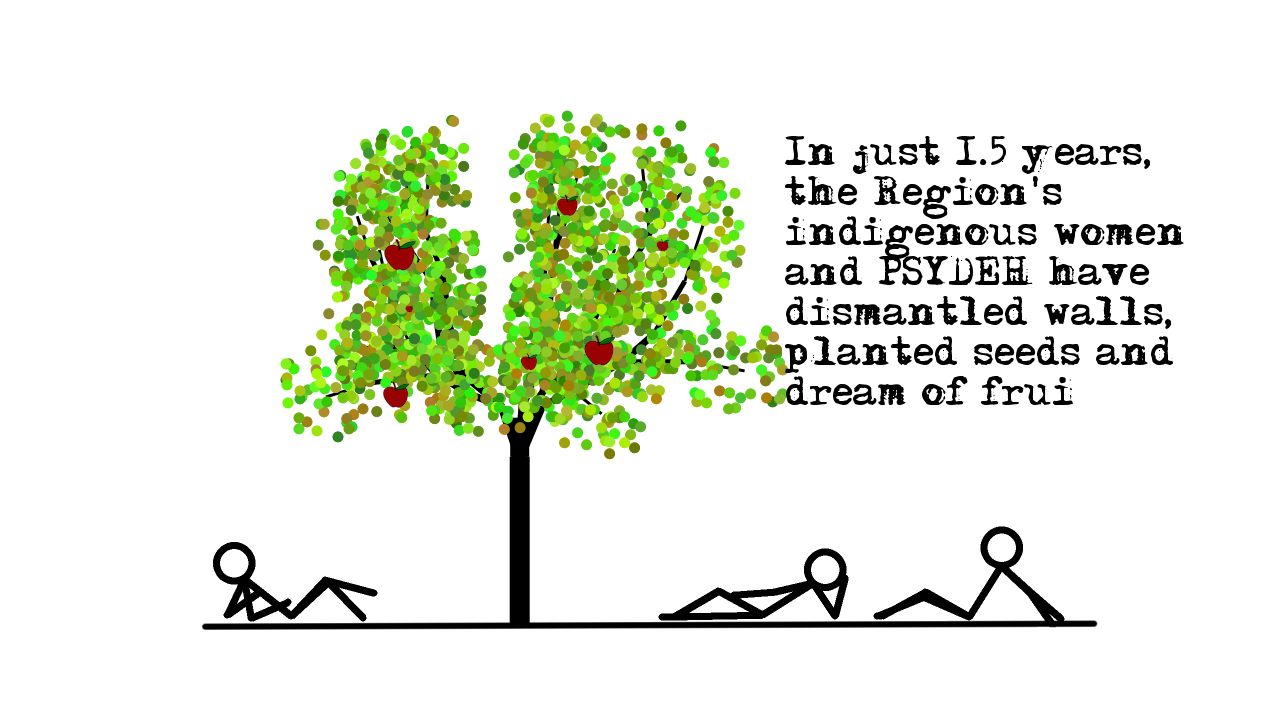 In just 1.5 years,
the Region's
indigenous women
and PSYDEH have
dismantled walls,
planted seeds and
dream of frui